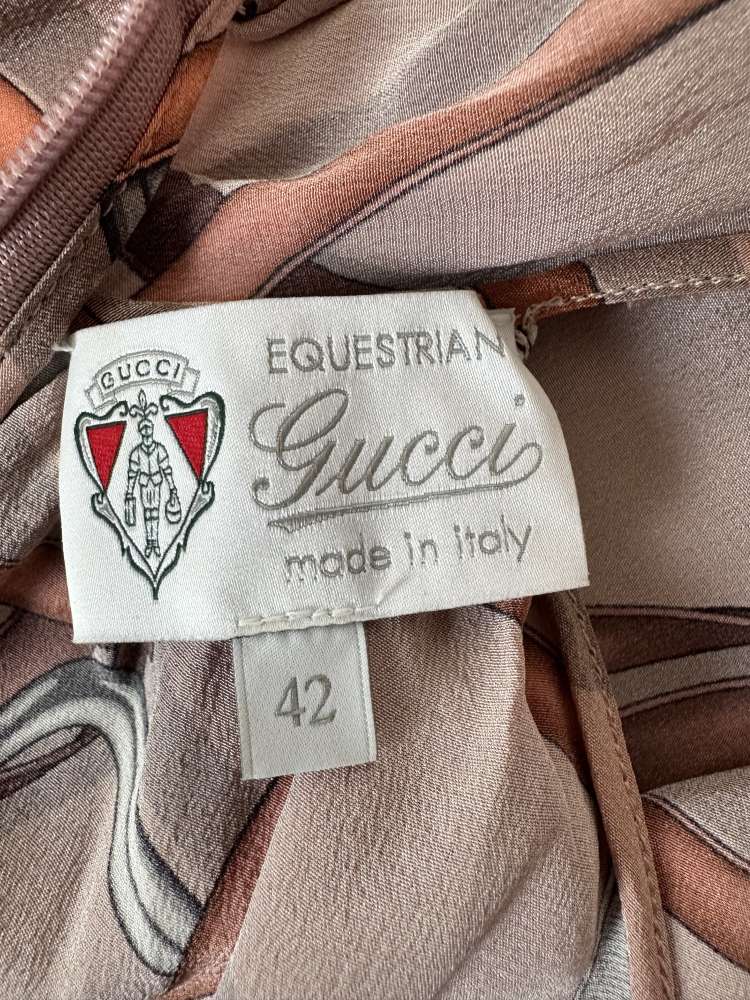 GUCCI
EQUESTRIAN
Gucci
made in italy
42